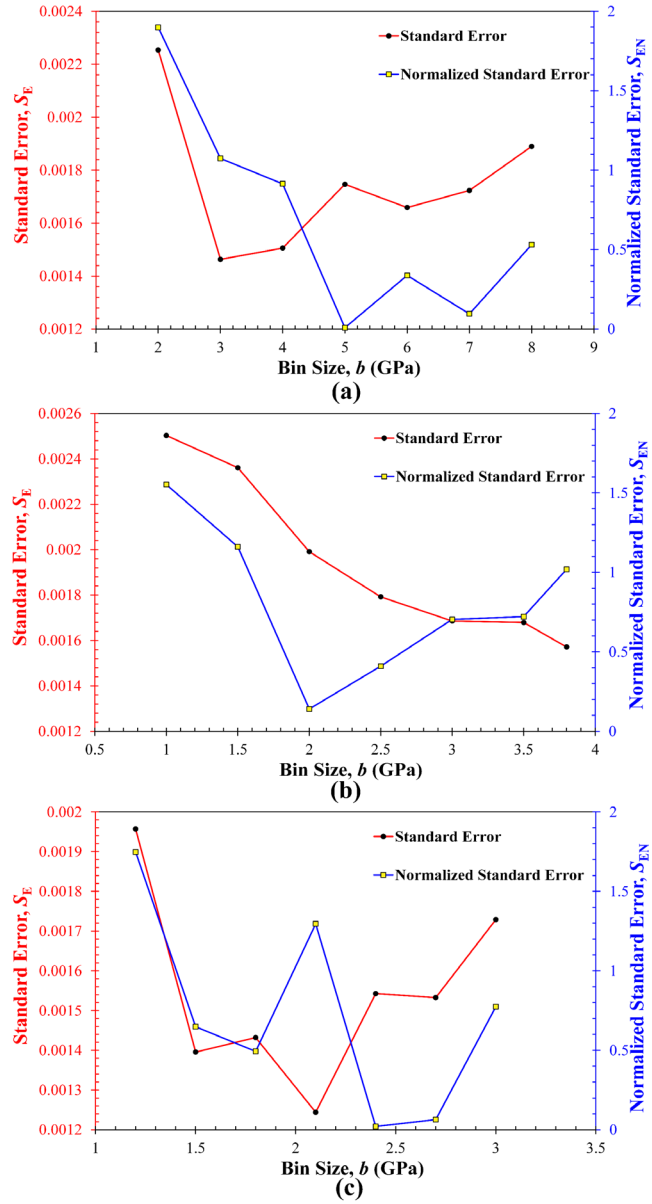 0.0024
0.0022
0.002
0.0018
0.0016
0.0014
0.0012
Standard Error, SE
2
1.5
1
0.5
0
Normalized Standard Error, SEN
Standard Error
Normalized Standard Error
1 2 3 4 5 6 7 8 9
Bin Size, b (GPa)
(a)
0.0026
0.0024
0.0022
0.002
0.0018
0.0016
0.0014
0.0012
Standard Error, SE
2
1.5
1
0.5
0
Normalized Standard Error, SEN
Standard Error
Normalized Standard Error
0.5 1 1.5 2 2.5 3 3.5 4
Bin Size, b (GPa)
(b)
0.002
0.0019
0.0018
0.0017
0.0016
0.0015
0.0014
0.0013
0.0012
Standard Error, SE
2
1.5
1
0.5
0
Normalized Standard Error, SEN
Standard Error
Normalized Standard Error
1 1.5 2 2.5 3 3.5
Bin Size, b (GPa)
(c)